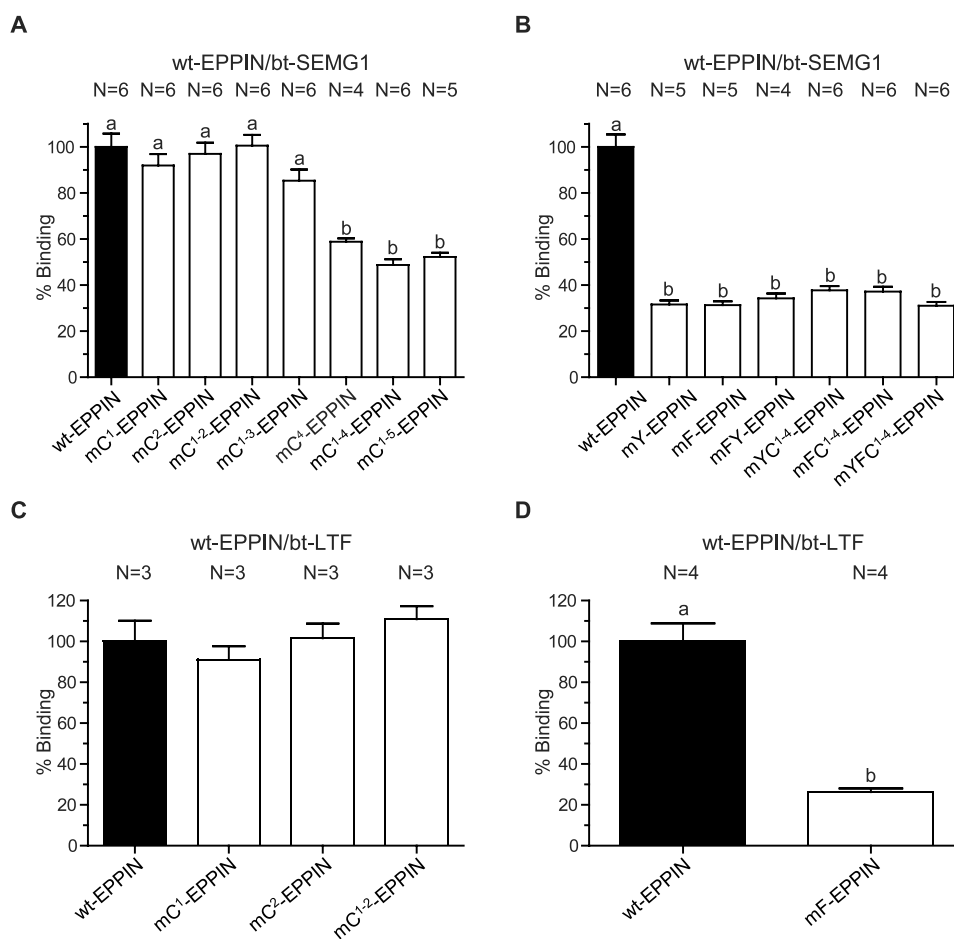 A
wt-EPPIN/bt-SEMG1
N=6 N=6 N=6 N=6 N=6 N=4 N=6 N=5
a a a a a b b b
% Binding
100
80
60
40
20
0
wt-EPPIN mC¹-EPPIN mC²-EPPIN mC¹⁻²-EPPIN mC¹⁻³-EPPIN mC⁴-EPPIN mC¹⁻⁴-EPPIN mC¹⁻⁵-EPPIN
B
wt-EPPIN/bt-SEMG1
N=6 N=5 N=5 N=4 N=6 N=6 N=6
a b b b b b b
% Binding
100
80
60
40
20
0
wt-EPPIN mY-EPPIN mF-EPPIN mFY-EPPIN mYC¹⁻⁴-EPPIN mFC¹⁻⁴-EPPIN mYFC¹⁻⁴-EPPIN
C
wt-EPPIN/bt-LTF
N=3 N=3 N=3 N=3
% Binding
120
100
80
60
40
20
0
wt-EPPIN mC¹-EPPIN mC²-EPPIN mC¹⁻²-EPPIN
D
wt-EPPIN/bt-LTF
N=4 N=4
a b
% Binding
120
100
80
60
40
20
0
wt-EPPIN mF-EPPIN